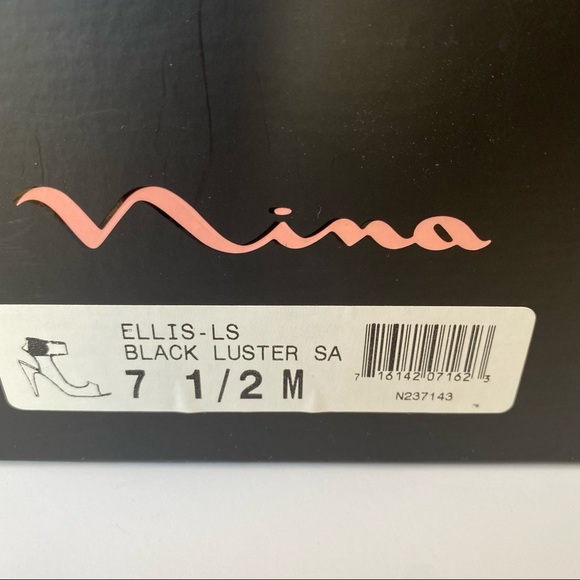 Nina
ELLIS-LS
BLACK LUSTER SA
7 1/2 M
7 16142 07162 3
N237143